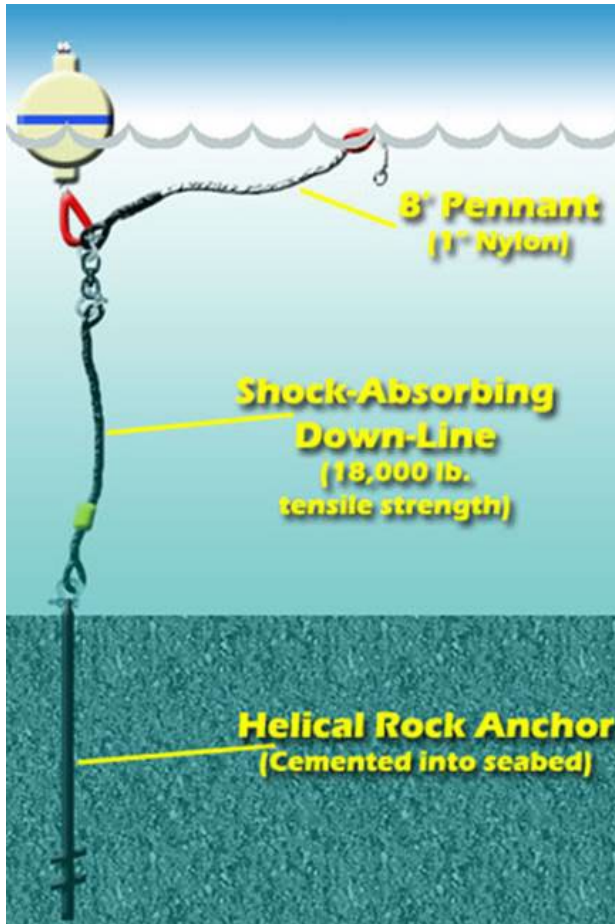 8' Pennant
(1" Nylon)
Shock-Absorbing
Down-Line
(18,000 lb.
tensile strength)
Helical Rock Anchor
(Cemented into seabed)